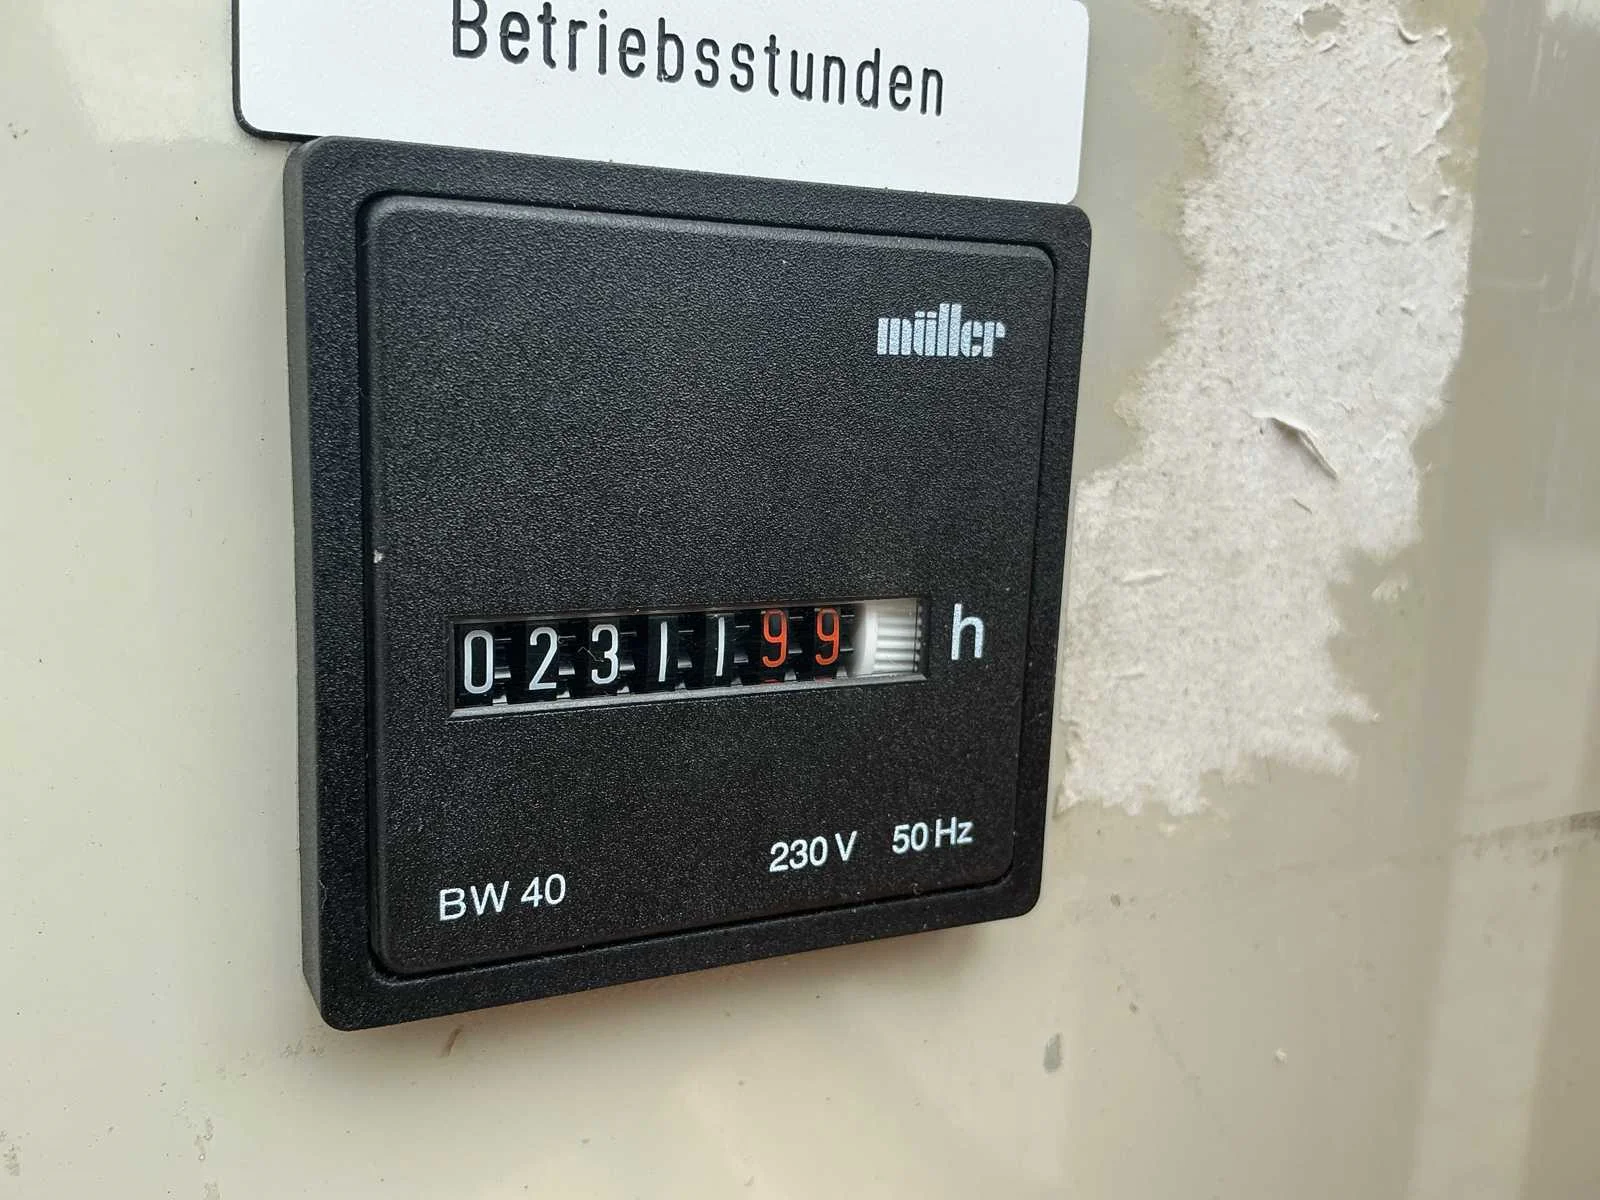 Betriebsstunden
müller
0231199 h
230 V 50 Hz
BW 40